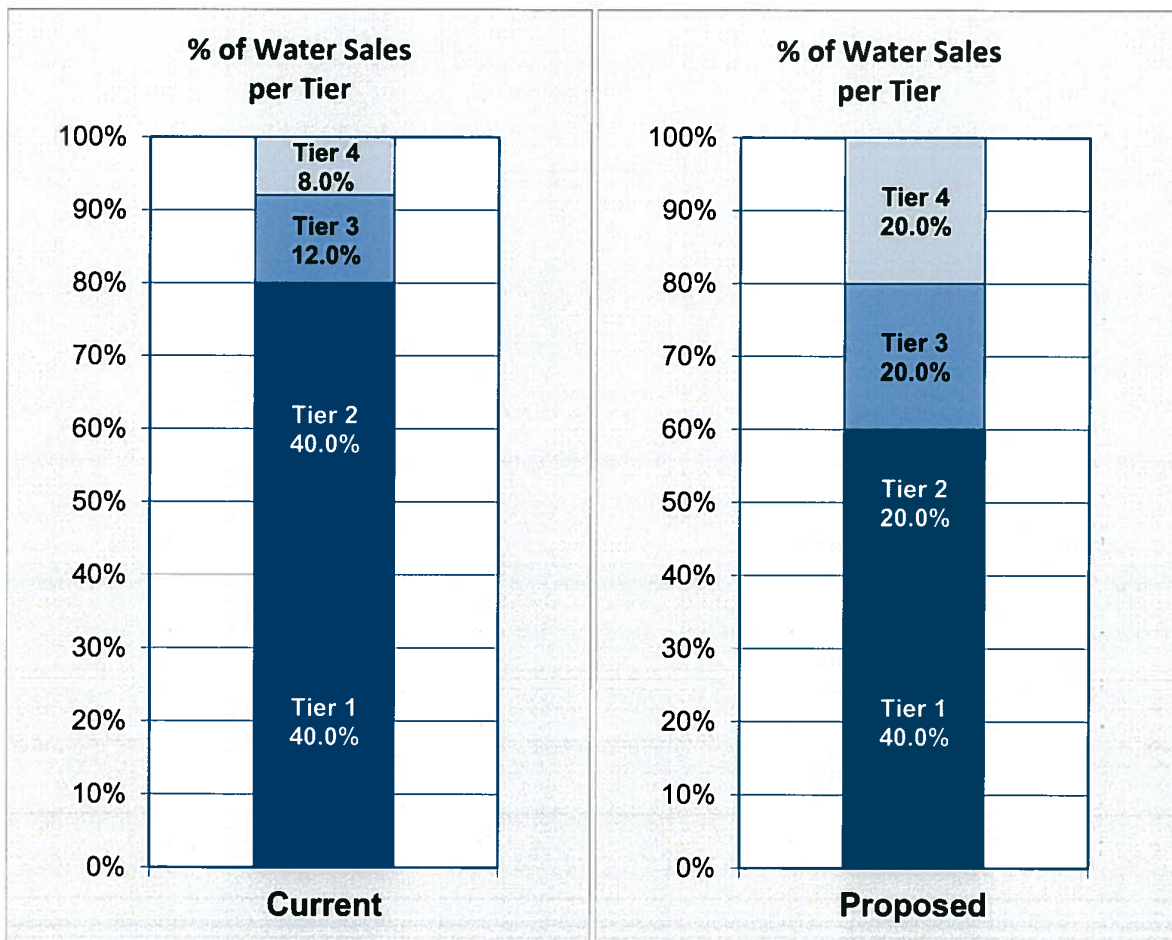 % of Water Sales
per Tier
100%
90%
80%
70%
60%
50%
40%
30%
20%
10%
0%
Tier 4
8.0%
Tier 3
12.0%
Tier 2
40.0%
Tier 1
40.0%
Current
% of Water Sales
per Tier
100%
90%
80%
70%
60%
50%
40%
30%
20%
10%
0%
Tier 4
20.0%
Tier 3
20.0%
Tier 2
20.0%
Tier 1
40.0%
Proposed